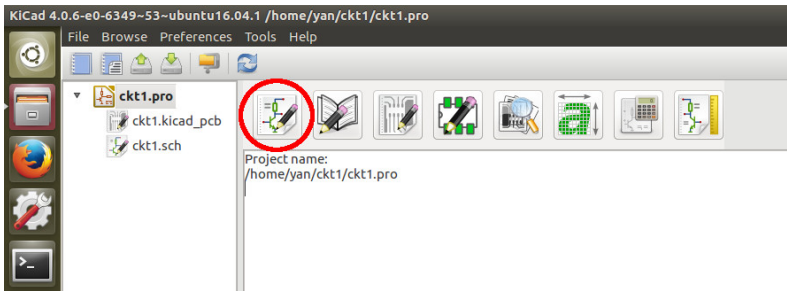 KiCad 4.0.6-e0-6349~53~ubuntu16.04.1 /home/yan/ckt1/ckt1.pro
File Browse Preferences Tools Help
ckt1.pro
ckt1.kicad_pcb
ckt1.sch
Project name:
/home/yan/ckt1/ckt1.pro